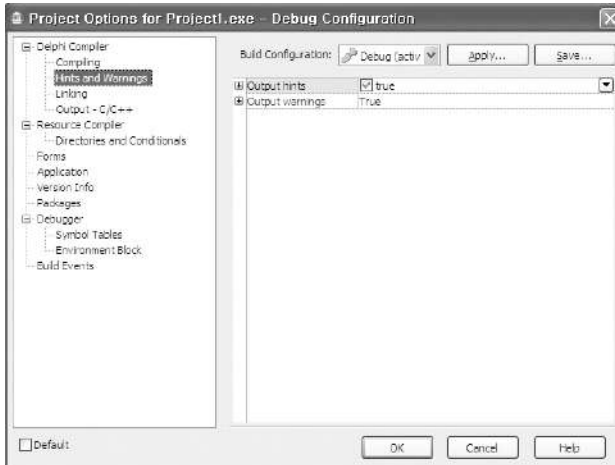 Project Options for Project1.exe – Debug Configuration
Delphi Compiler
Compiling
Hints and Warnings
Linking
Output - C/C++
Resource Compiler
Directories and Conditionals
Forms
Application
Version Info
Packages
Debugger
Symbol Tables
Environment Block
Build Events
Build Configuration: Debug (activ Apply... Save...
Output hints true
Output warnings True
Default
OK Cancel Help